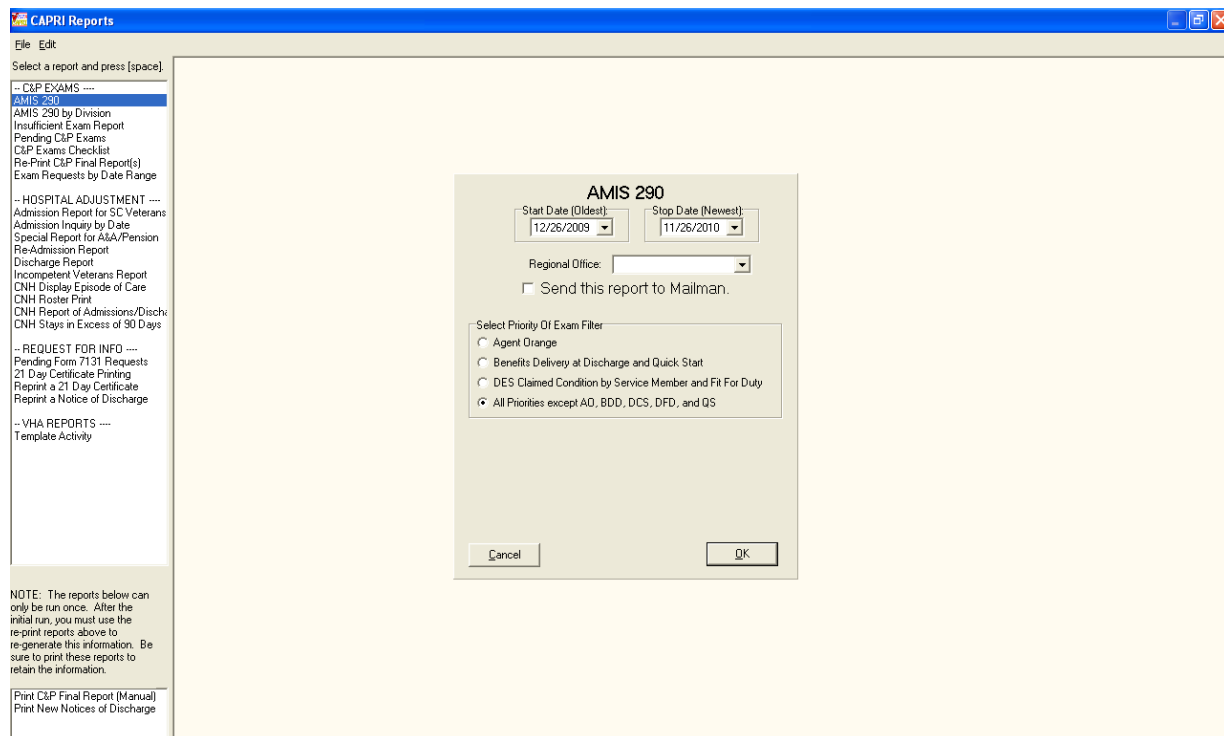 CAPRI Reports
File Edit
Select a report and press [space].
-- C&P EXAMS ----
AMIS 290
AMIS 290 by Division
Insufficient Exam Report
Pending C&P Exams
C&P Exams Checklist
Re-Print C&P Final Report(s)
Exam Requests by Date Range
-- HOSPITAL ADJUSTMENT ----
Admission Report for SC Veterans
Admission Inquiry by Date
Special Report for A&A/Pension
Re-Admission Report
Discharge Report
Incompetent Veterans Report
CNH Display Episode of Care
CNH Roster Print
CNH Report of Admissions/Discha
CNH Stays in Excess of 90 Days
-- REQUEST FOR INFO ----
Pending Form 7131 Requests
21 Day Certificate Printing
Reprint a 21 Day Certificate
Reprint a Notice of Discharge
-- VHA REPORTS ----
Template Activity
NOTE: The reports below can
only be run once. After the
initial run, you must use the
re-print reports above to
re-generate this information. Be
sure to print these reports to
retain the information.
Print C&P Final Report (Manual)
Print New Notices of Discharge
AMIS 290
Start Date (Oldest): Stop Date (Newest):
12/26/2009 11/26/2010
Regional Office:
Send this report to Mailman.
Select Priority Of Exam Filter
Agent Orange
Benefits Delivery at Discharge and Quick Start
DES Claimed Condition by Service Member and Fit For Duty
All Priorities except AO, BDD, DCS, DFD, and QS
Cancel OK